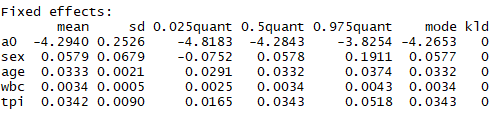 Fixed effects:
mean sd 0.025quant 0.5quant 0.975quant mode kld
a0 -4.2940 0.2526 -4.8183 -4.2843 -3.8254 -4.2653 0
sex 0.0579 0.0679 -0.0752 0.0578 0.1911 0.0577 0
age 0.0333 0.0021 0.0291 0.0332 0.0374 0.0332 0
wbc 0.0034 0.0005 0.0025 0.0034 0.0043 0.0034 0
tpi 0.0342 0.0090 0.0165 0.0343 0.0518 0.0343 0